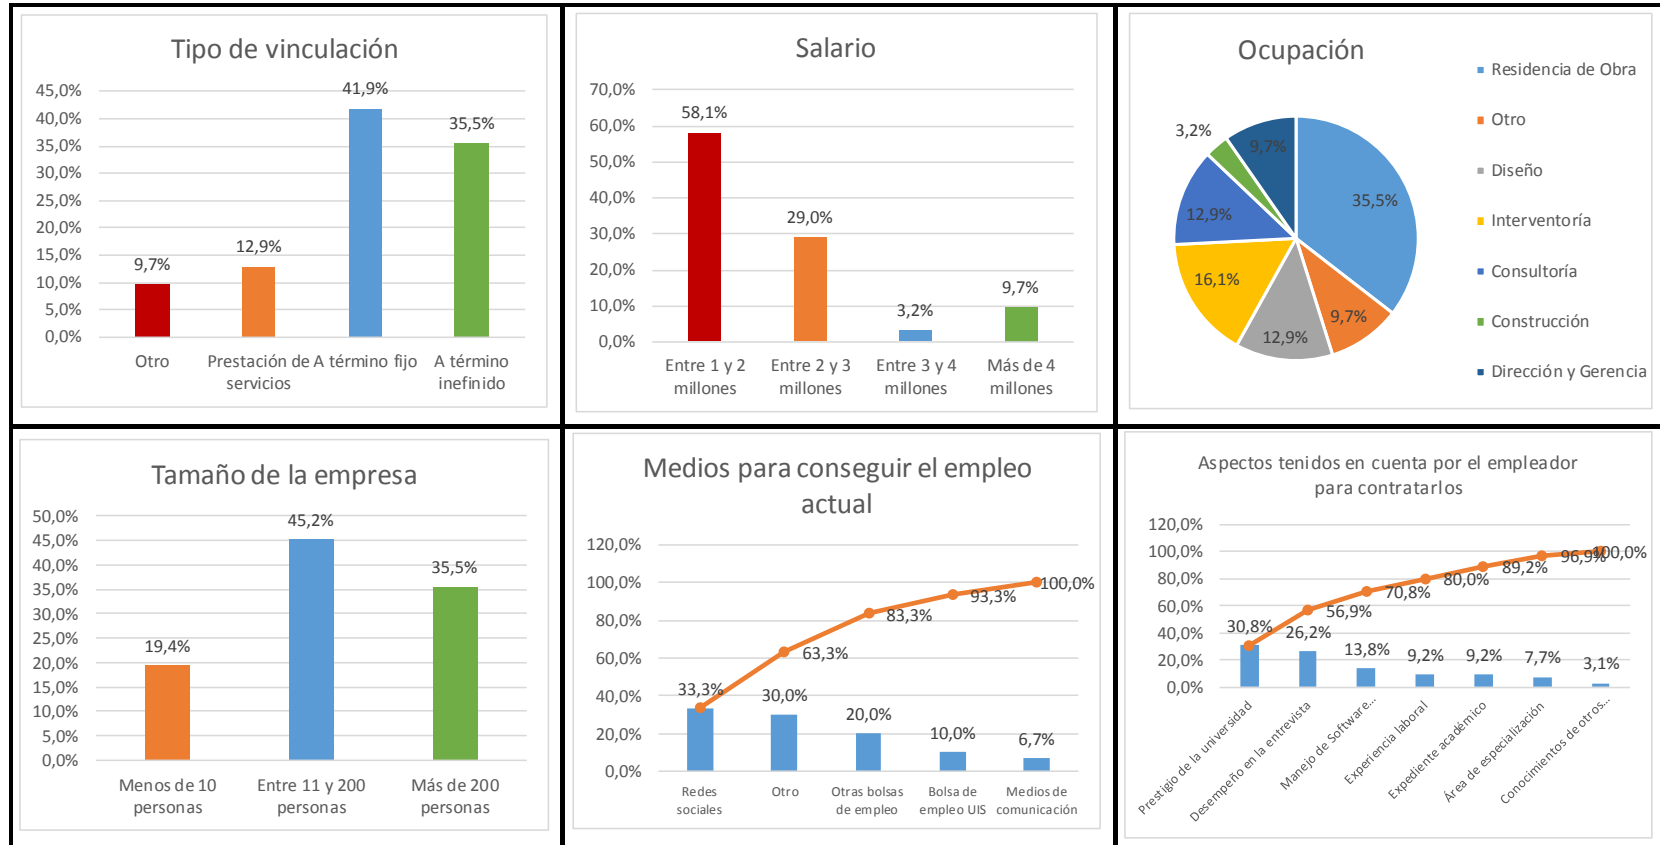 Tipo de vinculación
45,0%
40,0%
35,0%
30,0%
25,0%
20,0%
15,0%
10,0%
5,0%
0,0%
9,7%
12,9%
41,9%
35,5%
Otro
Prestación de
servicios
A término fijo
A término
inefinido
Salario
70,0%
60,0%
50,0%
40,0%
30,0%
20,0%
10,0%
0,0%
58,1%
29,0%
3,2%
9,7%
Entre 1 y 2
millones
Entre 2 y 3
millones
Entre 3 y 4
millones
Más de 4
millones
Ocupación
35,5%
9,7%
12,9%
16,1%
12,9%
3,2%
9,7%
Residencia de Obra
Otro
Diseño
Interventoría
Consultoría
Construcción
Dirección y Gerencia
Tamaño de la empresa
50,0%
45,0%
40,0%
35,0%
30,0%
25,0%
20,0%
15,0%
10,0%
5,0%
0,0%
19,4%
45,2%
35,5%
Menos de 10
personas
Entre 11 y 200
personas
Más de 200
personas
Medios para conseguir el empleo
actual
120,0%
100,0%
80,0%
60,0%
40,0%
20,0%
0,0%
33,3%
30,0%
20,0%
10,0%
6,7%
63,3%
83,3%
93,3%
100,0%
Redes
sociales
Otro
Otras bolsas
de empleo
Bolsa de
empleo UIS
Medios de
comunicación
Aspectos tenidos en cuenta por el empleador
para contratarlos
120,0%
100,0%
80,0%
60,0%
40,0%
20,0%
0,0%
30,8%
26,2%
13,8%
9,2%
9,2%
7,7%
3,1%
56,9%
70,8%
80,0%
89,2%
96,9%
100,0%
Prestigio de la universidad
Desempeño en la entrevista
Manejo de Software...
Experiencia laboral
Expediente académico
Área de especialización
Conocimientos de otros...